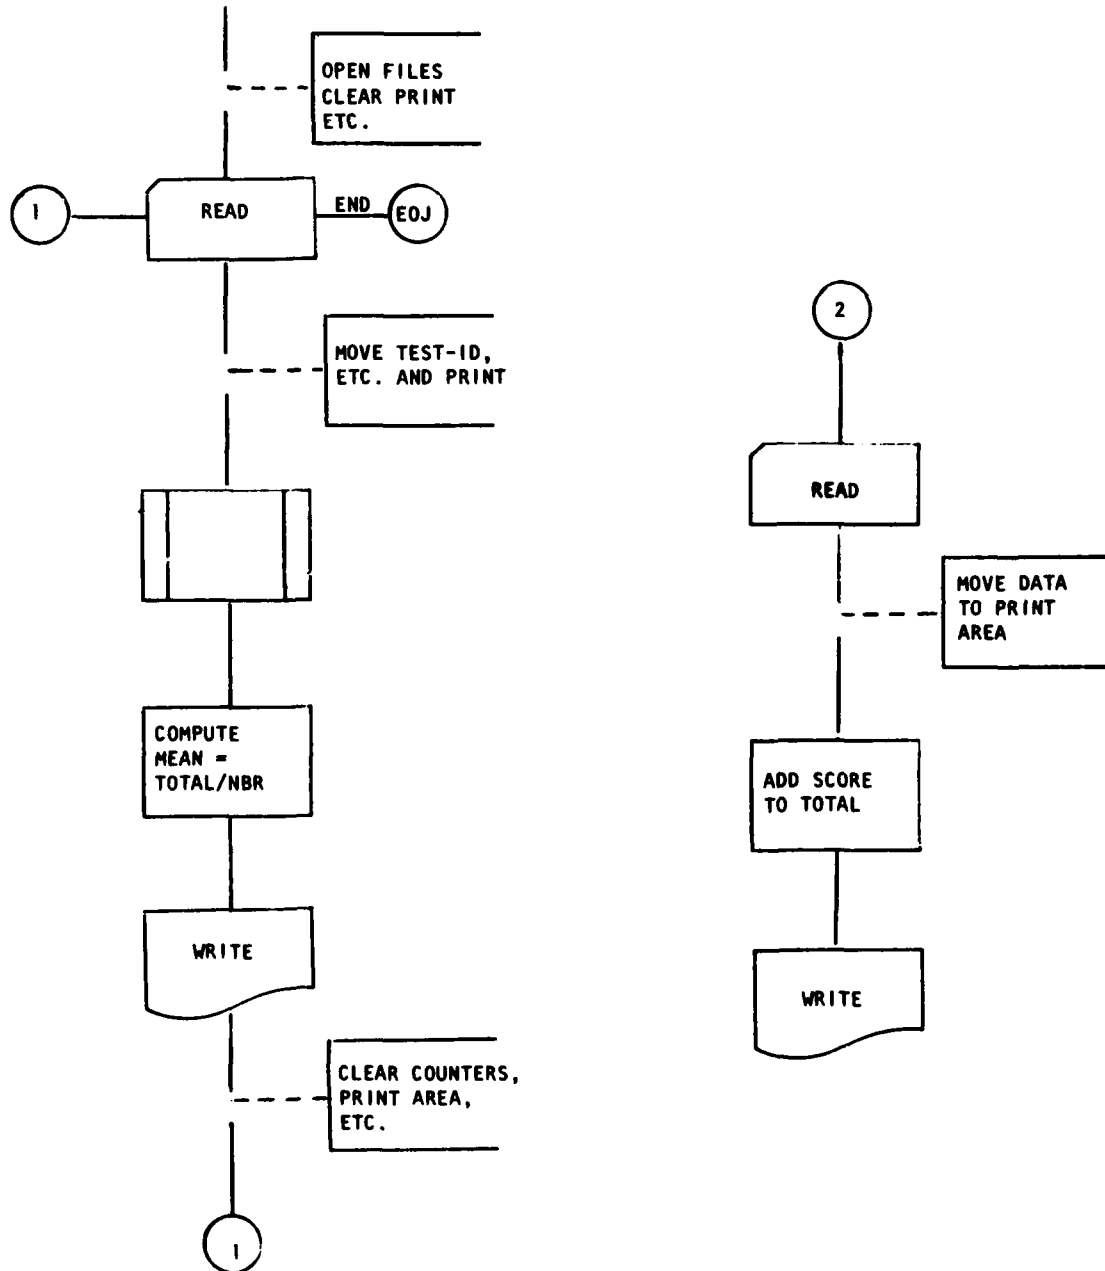 OPEN FILES
CLEAR PRINT
ETC.
1
READ
END
EOJ
MOVE TEST-ID,
ETC. AND PRINT
COMPUTE
MEAN =
TOTAL/NBR
WRITE
CLEAR COUNTERS,
PRINT AREA,
ETC.
1
2
READ
MOVE DATA
TO PRINT
AREA
ADD SCORE
TO TOTAL
WRITE